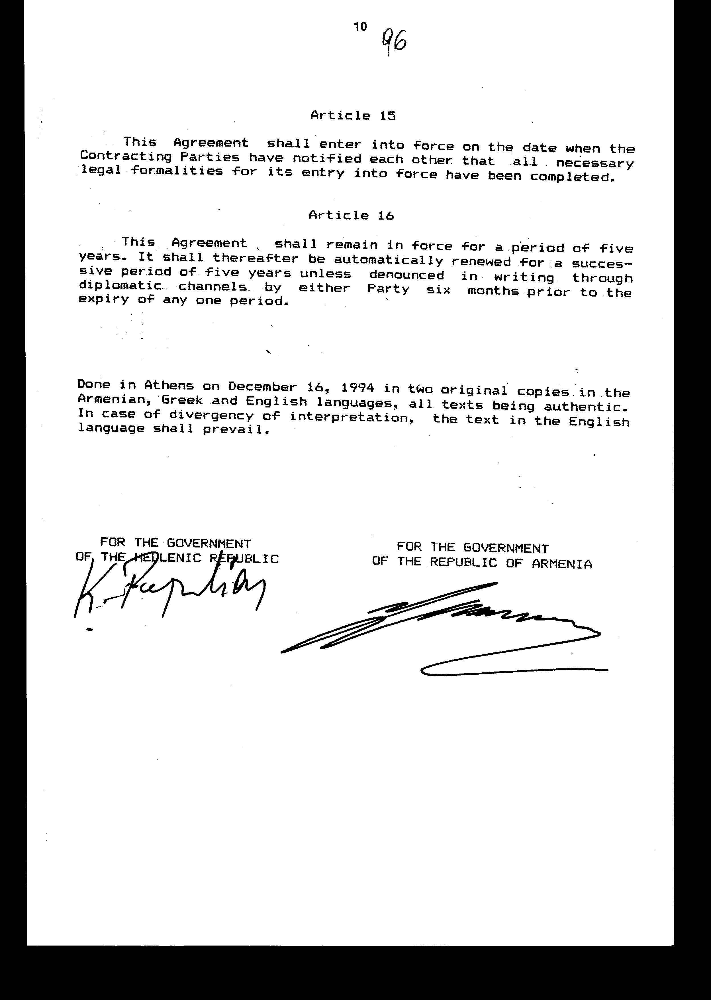 10
96
Article 15
This Agreement shall enter into force on the date when the
Contracting Parties have notified each other that all necessary
legal formalities for its entry into force have been completed.
Article 16
This Agreement shall remain in force for a period of five
years. It shall thereafter be automatically renewed for a succes-
sive period of five years unless denounced in writing through
diplomatic channels by either Party six months prior to the
expiry of any one period.
Done in Athens on December 16, 1994 in two original copies in the
Armenian, Greek and English languages, all texts being authentic.
In case of divergency of interpretation, the text in the English
language shall prevail.
FOR THE GOVERNMENT
OF THE HELLENIC REPUBLIC
FOR THE GOVERNMENT
OF THE REPUBLIC OF ARMENIA